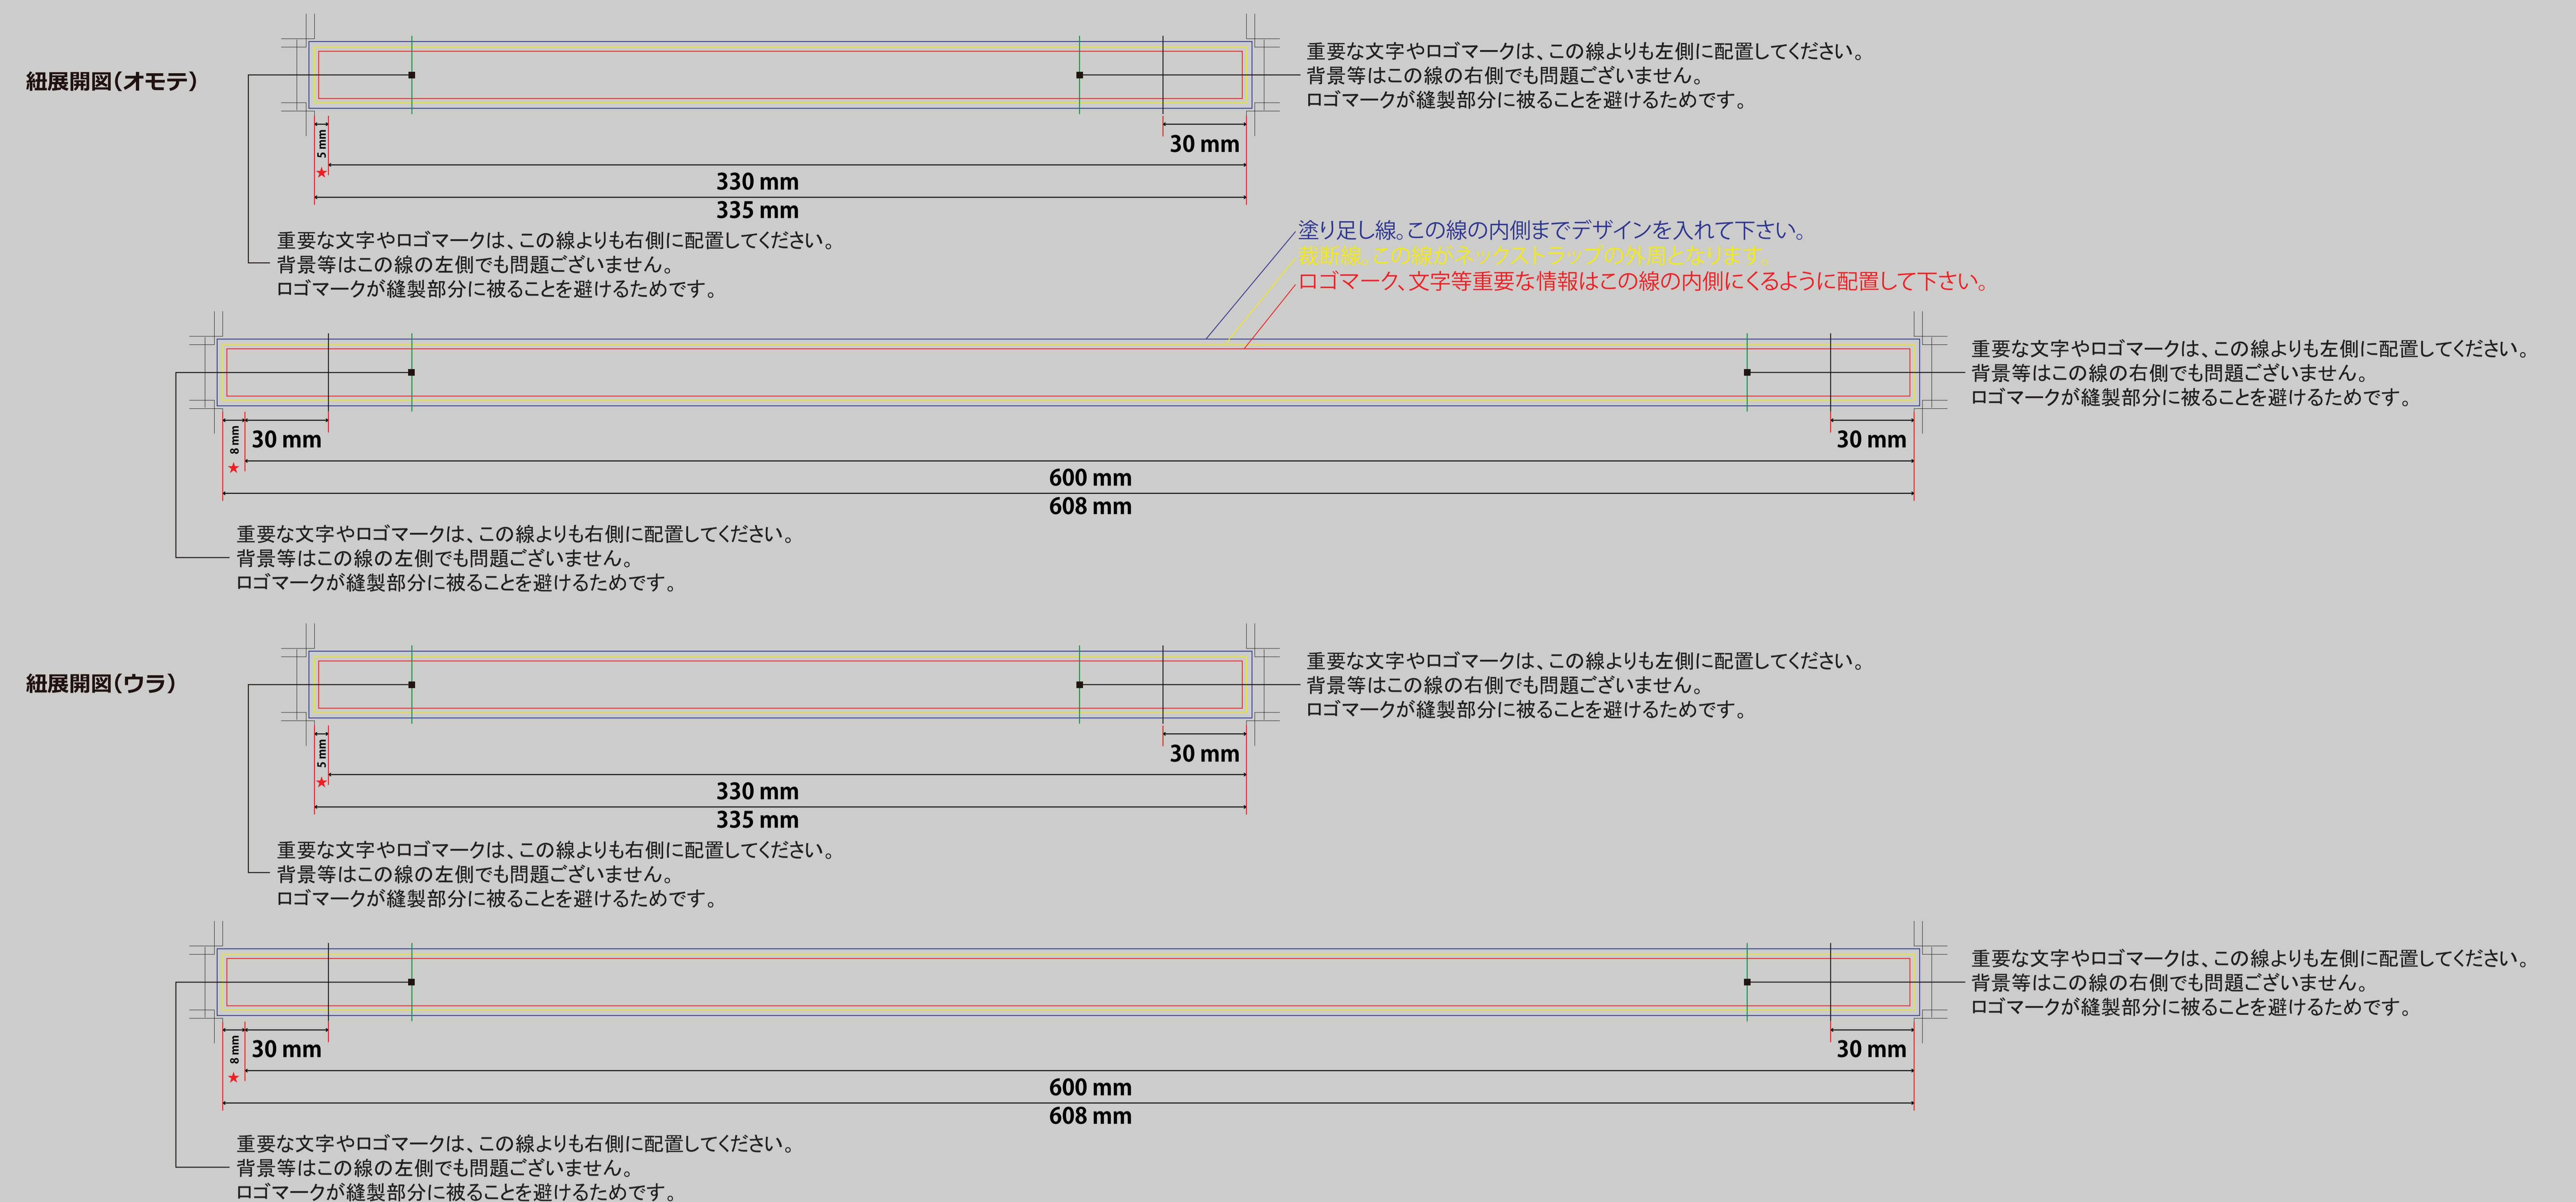 紐展開図(オモテ)
重要な文字やロゴマークは、この線よりも左側に配置してください。
背景等はこの線の右側でも問題ございません。
ロゴマークが縫製部分に被ることを避けるためです。
5 mm
★
30 mm
330 mm
335 mm
重要な文字やロゴマークは、この線よりも右側に配置してください。
背景等はこの線の左側でも問題ございません。
ロゴマークが縫製部分に被ることを避けるためです。
塗り足し線。この線の内側までデザインを入れて下さい。
裁断線。この線がネックストラップの外周となります。
ロゴマーク、文字等重要な情報はこの線の内側にくるように配置して下さい。
重要な文字やロゴマークは、この線よりも左側に配置してください。
背景等はこの線の右側でも問題ございません。
ロゴマークが縫製部分に被ることを避けるためです。
8 mm
★
30 mm
30 mm
600 mm
608 mm
重要な文字やロゴマークは、この線よりも右側に配置してください。
背景等はこの線の左側でも問題ございません。
ロゴマークが縫製部分に被ることを避けるためです。
紐展開図(ウラ)
重要な文字やロゴマークは、この線よりも左側に配置してください。
背景等はこの線の右側でも問題ございません。
ロゴマークが縫製部分に被ることを避けるためです。
5 mm
★
30 mm
330 mm
335 mm
重要な文字やロゴマークは、この線よりも右側に配置してください。
背景等はこの線の左側でも問題ございません。
ロゴマークが縫製部分に被ることを避けるためです。
重要な文字やロゴマークは、この線よりも左側に配置してください。
背景等はこの線の右側でも問題ございません。
ロゴマークが縫製部分に被ることを避けるためです。
8 mm
★
30 mm
30 mm
600 mm
608 mm
重要な文字やロゴマークは、この線よりも右側に配置してください。
背景等はこの線の左側でも問題ございません。
ロゴマークが縫製部分に被ることを避けるためです。